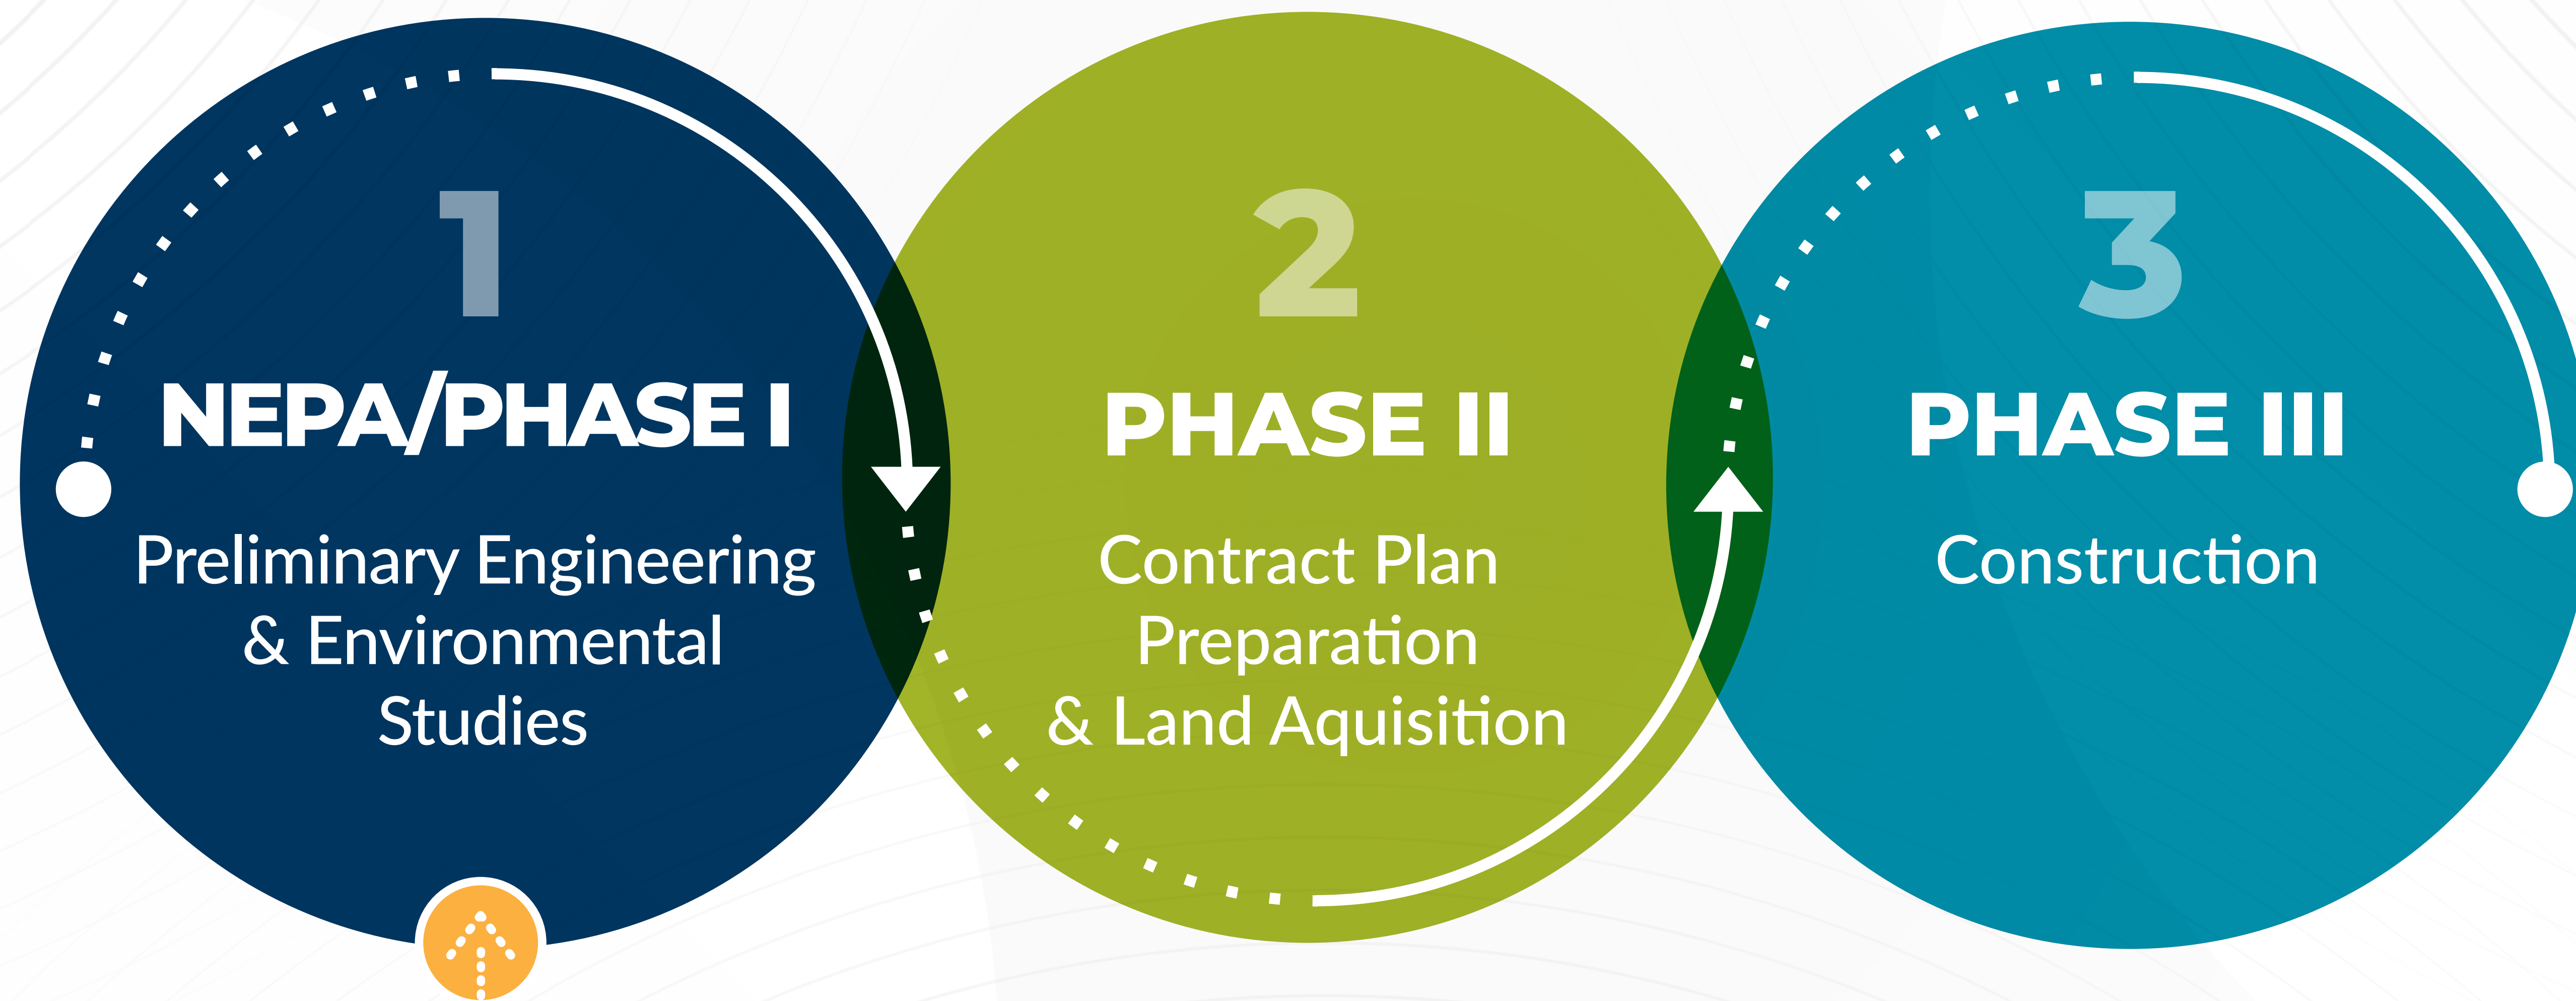 1
NEPA/PHASE I
Preliminary Engineering
& Environmental
Studies
2
PHASE II
Contract Plan
Preparation
& Land Aquisition
3
PHASE III
Construction